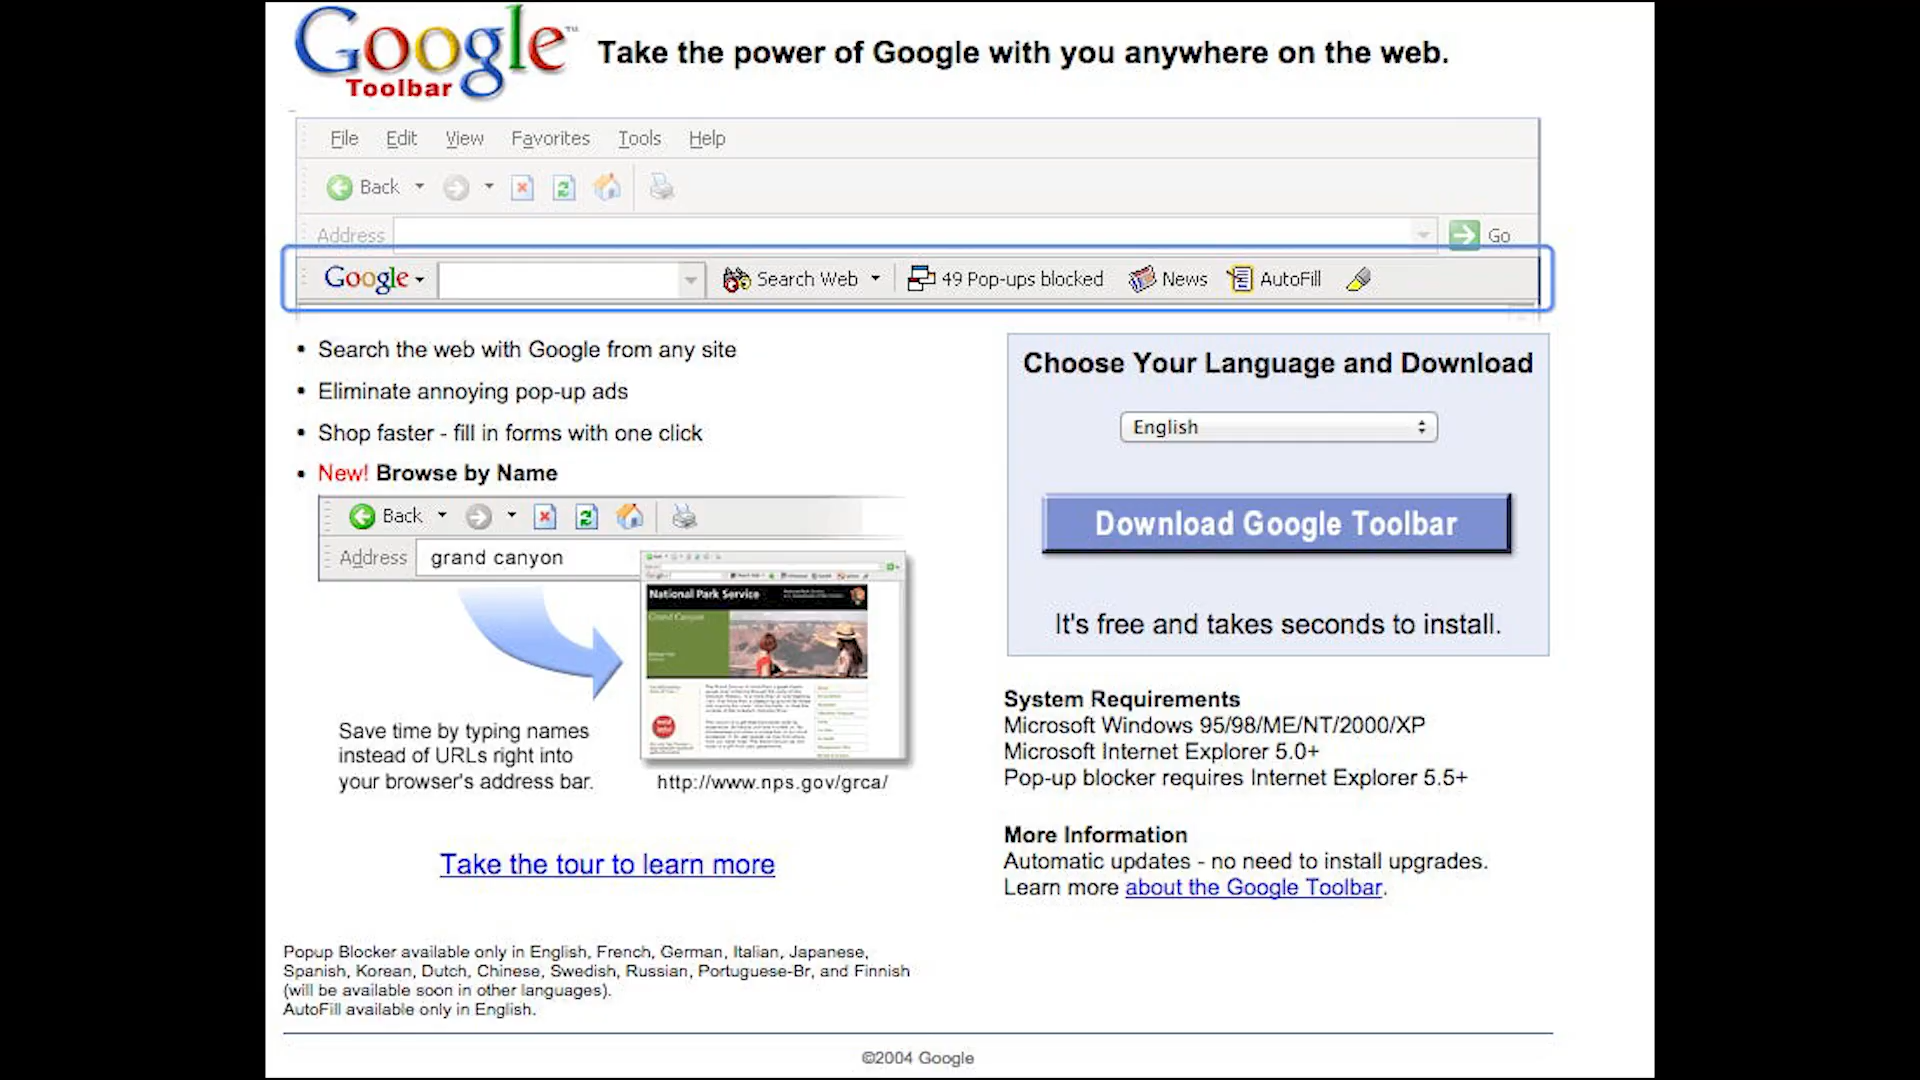 Google™
Toolbar
Take the power of Google with you anywhere on the web.
File Edit View Favorites Tools Help
Back
Address Go
Google Search Web 49 Pop-ups blocked News AutoFill
• Search the web with Google from any site
• Eliminate annoying pop-up ads
• Shop faster - fill in forms with one click
• New! Browse by Name
Back
Address grand canyon
National Park Service
Grand Canyon
Save time by typing names
instead of URLs right into
your browser's address bar.
http://www.nps.gov/grca/
Take the tour to learn more
Choose Your Language and Download
English
Download Google Toolbar
It's free and takes seconds to install.
System Requirements
Microsoft Windows 95/98/ME/NT/2000/XP
Microsoft Internet Explorer 5.0+
Pop-up blocker requires Internet Explorer 5.5+
More Information
Automatic updates - no need to install upgrades.
Learn more about the Google Toolbar.
Popup Blocker available only in English, French, German, Italian, Japanese,
Spanish, Korean, Dutch, Chinese, Swedish, Russian, Portuguese-Br, and Finnish
(will be available soon in other languages).
AutoFill available only in English.
©2004 Google